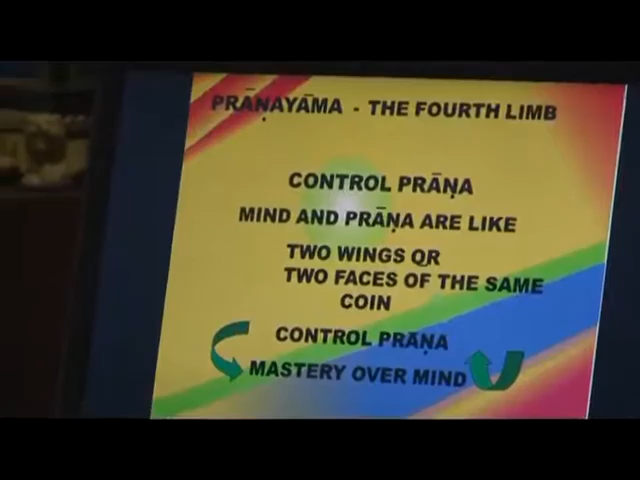 PRĀṆAYĀMA - THE FOURTH LIMB
CONTROL PRĀṆA
MIND AND PRĀṆA ARE LIKE
TWO WINGS OR
TWO FACES OF THE SAME
COIN
CONTROL PRĀṆA
MASTERY OVER MIND